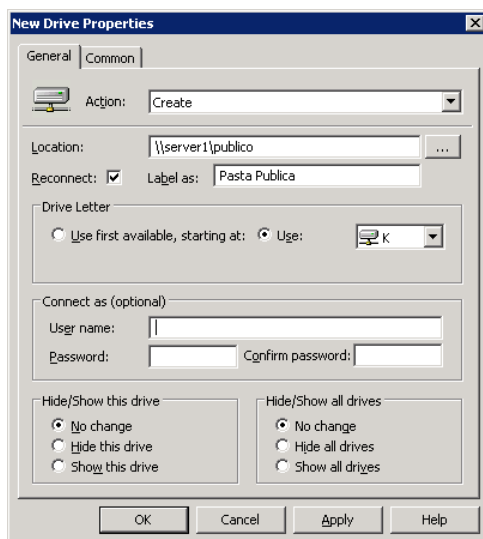 New Drive Properties
General Common
Action: Create
Location: \\server1\publico ...
Reconnect: Label as: Pasta Publica
Drive Letter
Use first available, starting at: Use: K
Connect as (optional)
User name:
Password: Confirm password:
Hide/Show this drive Hide/Show all drives
No change No change
Hide this drive Hide all drives
Show this drive Show all drives
OK Cancel Apply Help